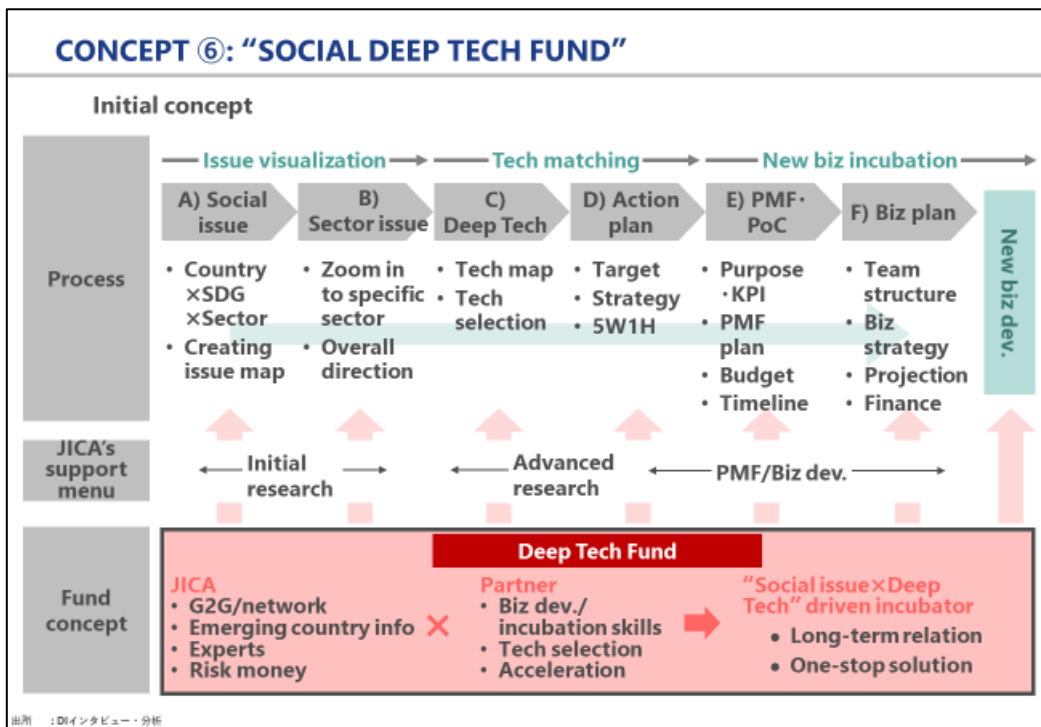 CONCEPT ⑥: “SOCIAL DEEP TECH FUND”
Initial concept
Process
Issue visualization
Tech matching
New biz incubation
A) Social
issue
B)
Sector issue
C)
Deep Tech
D) Action
plan
E) PMF・
PoC
F) Biz plan
New biz dev.
• Country
×SDG
×Sector
• Creating
issue map
• Zoom in
to specific
sector
• Overall
direction
• Tech map
• Tech
selection
• Target
• Strategy
• 5W1H
• Purpose
・KPI
• PMF
plan
• Budget
• Timeline
• Team
structure
• Biz
strategy
• Projection
• Finance
JICA’s
support
menu
Initial
research
Advanced
research
PMF/Biz dev.
Fund
concept
Deep Tech Fund
JICA
• G2G/network
• Emerging country info
• Experts
• Risk money
×
Partner
• Biz dev./
incubation skills
• Tech selection
• Acceleration
“Social issue×Deep
Tech” driven incubator
• Long-term relation
• One-stop solution
出所 :DIインタビュー・分析